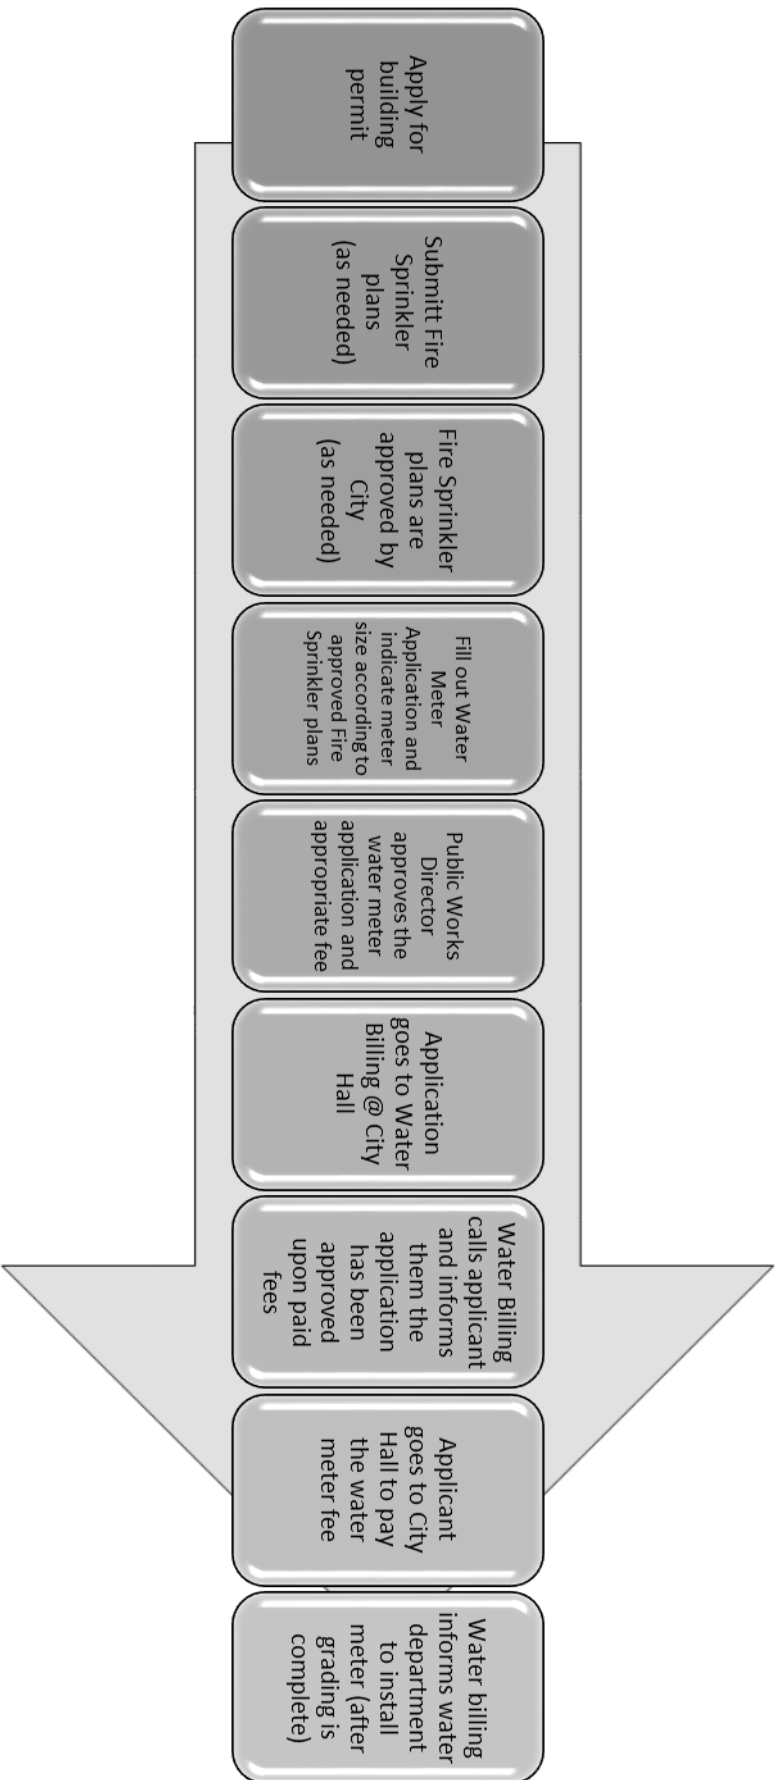 Apply for
building
permit
Submitt Fire
Sprinkler
plans
(as needed)
Fire Sprinkler
plans are
approved by
City
(as needed)
Fill out Water
Meter
Application and
indicate meter
size according to
approved Fire
Sprinkler plans
Public Works
Director
approves the
water meter
application and
appropriate fee
Application
goes to Water
Billing @ City
Hall
Water Billing
calls applicant
and informs
them the
application
has been
approved
upon paid
fees
Applicant
goes to City
Hall to pay
the water
meter fee
Water billing
informs water
department
to install
meter (after
grading is
complete)